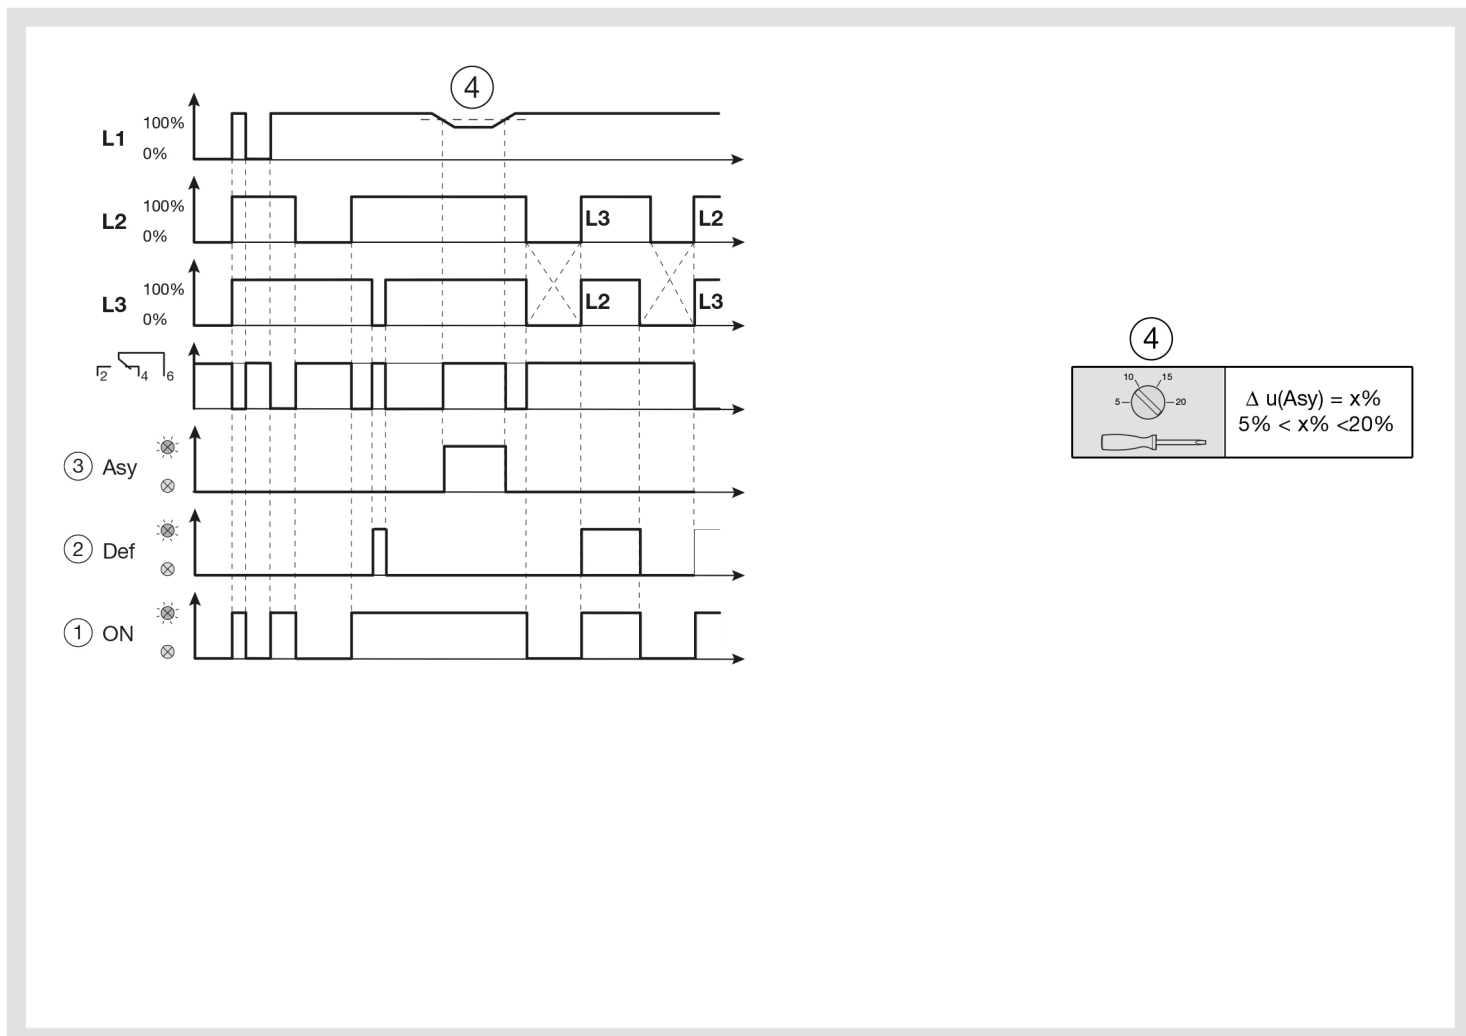 4
L1 100%
0%
L2 100% L3 L2
0%
L3 100% L2 L3
0%
2 4 6
3 Asy
2 Def
1 ON
4
10 15
5 20
Δ u(Asy) = x%
5% < x% <20%